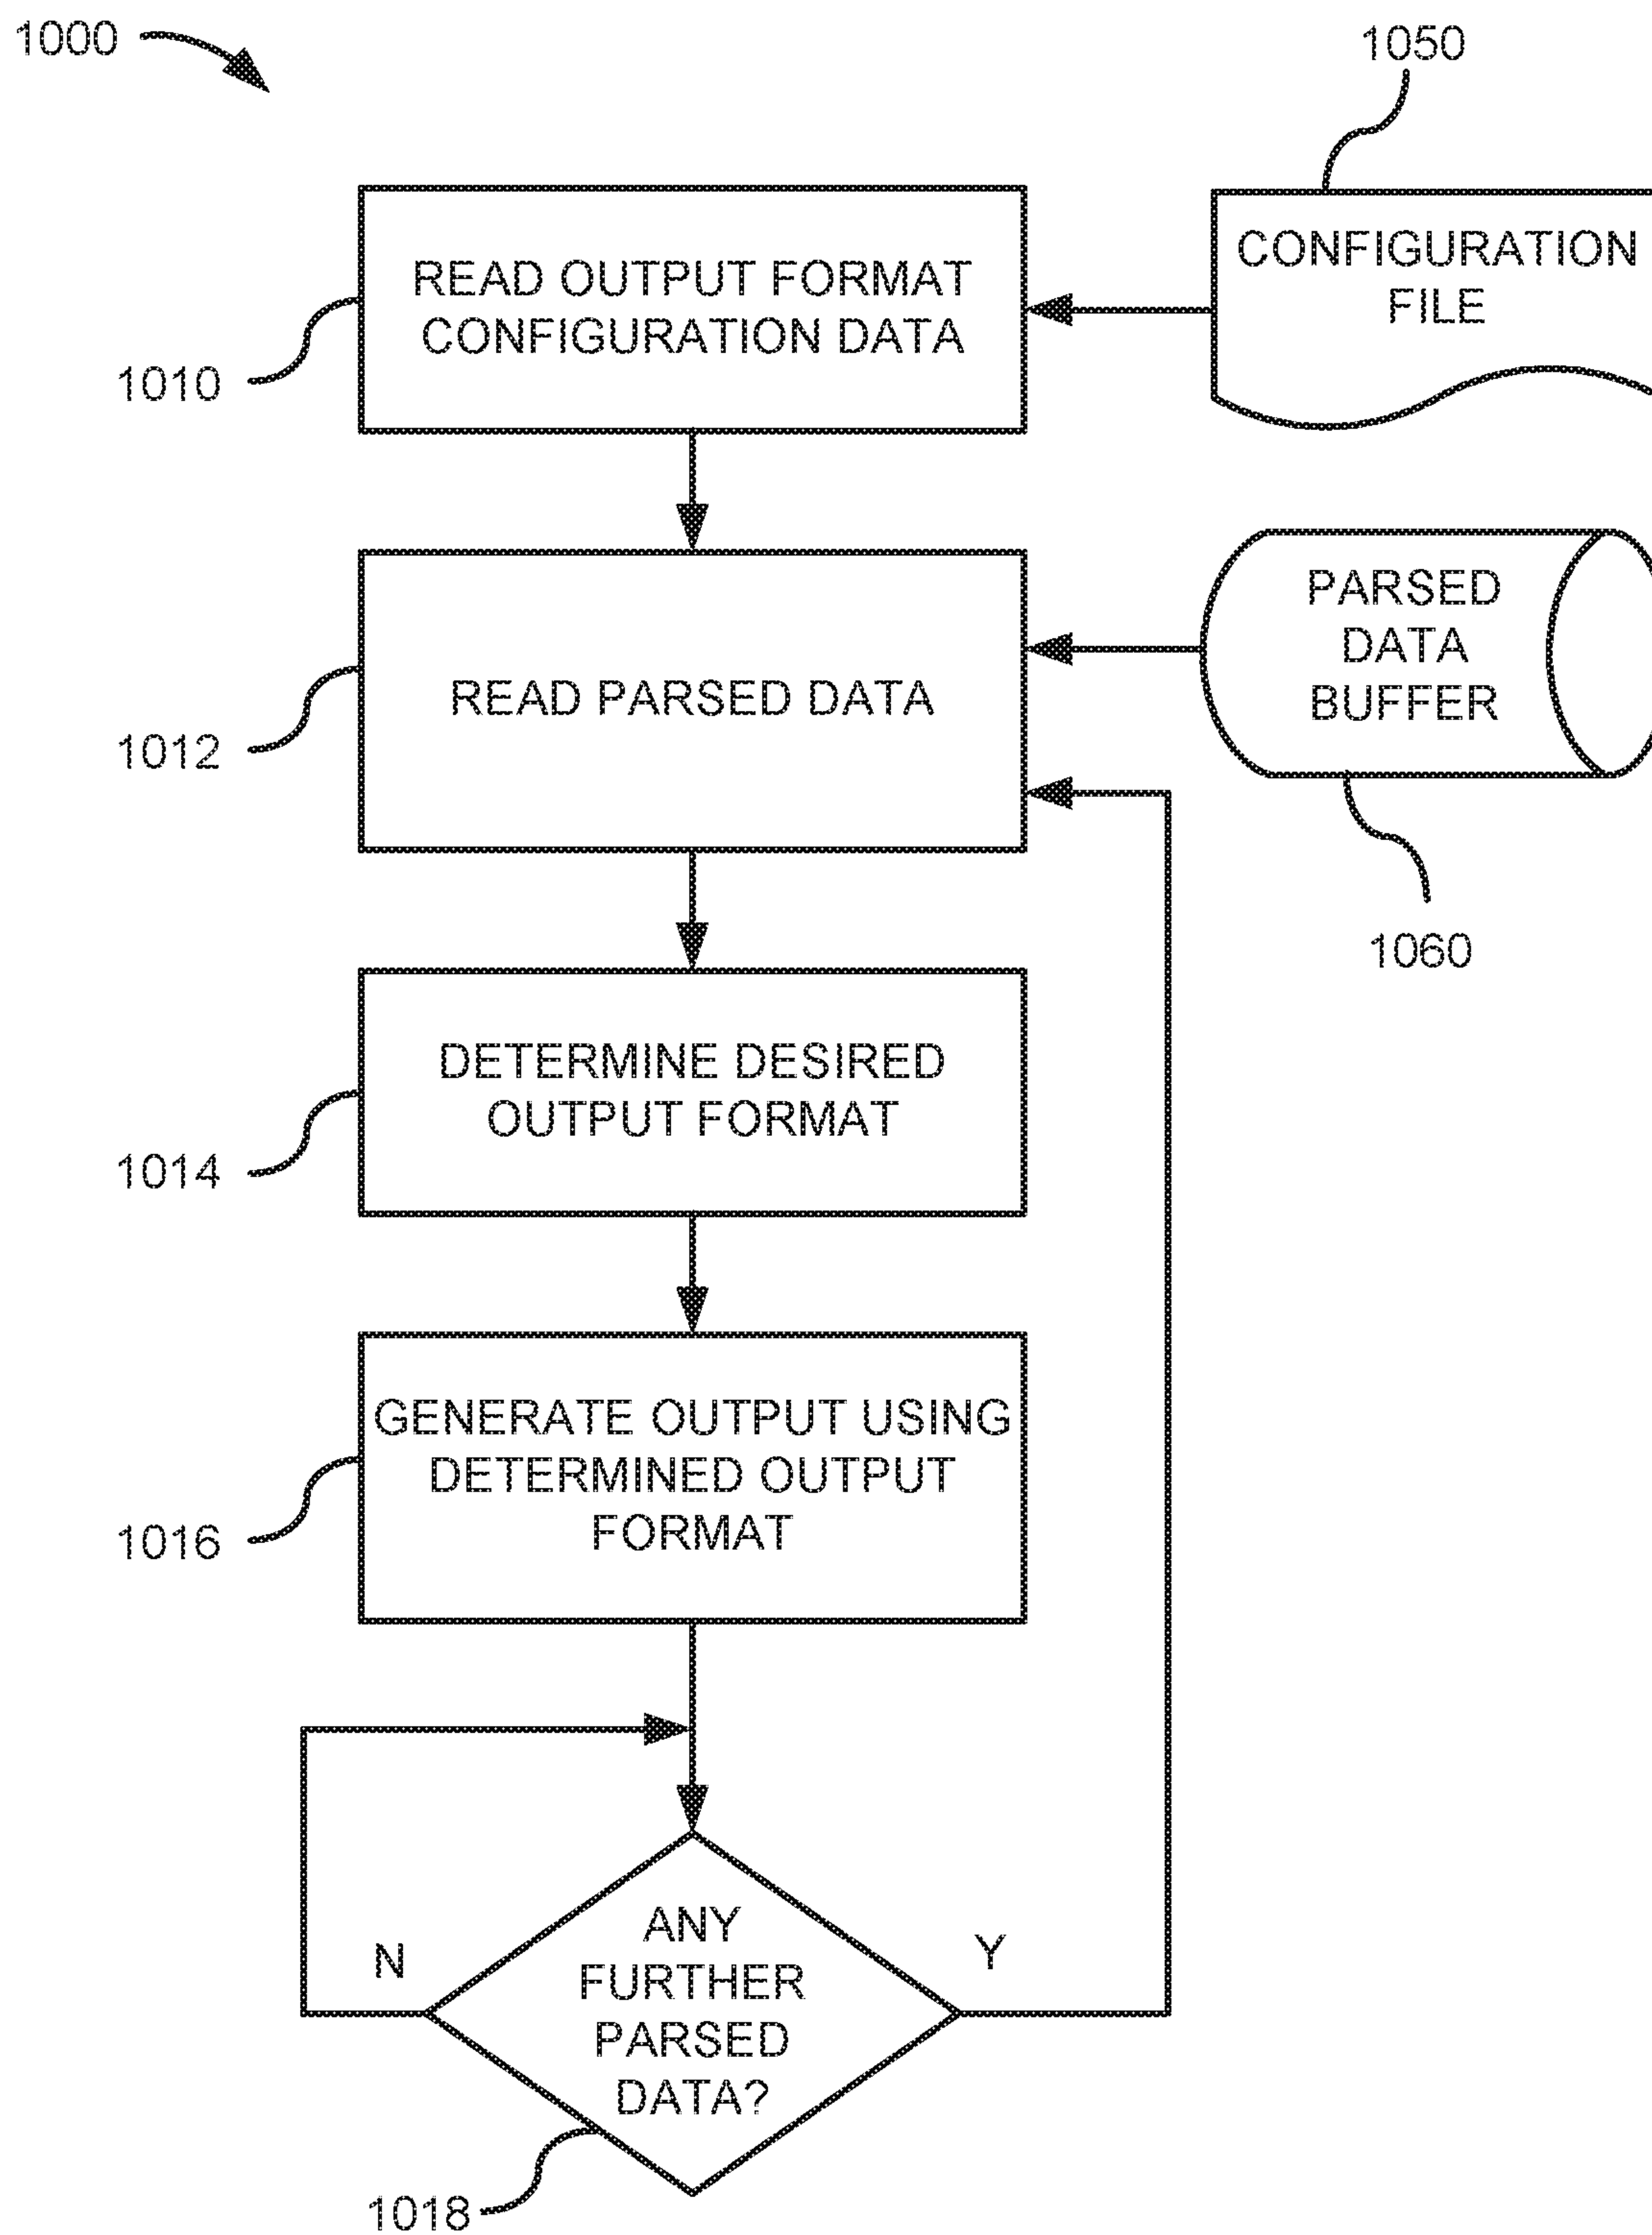 1000
1050
READ OUTPUT FORMAT
CONFIGURATION DATA
CONFIGURATION
FILE
1010
READ PARSED DATA
PARSED
DATA
BUFFER
1012
1060
DETERMINE DESIRED
OUTPUT FORMAT
1014
GENERATE OUTPUT USING
DETERMINED OUTPUT
FORMAT
1016
ANY
FURTHER
PARSED
DATA?
N
Y
1018